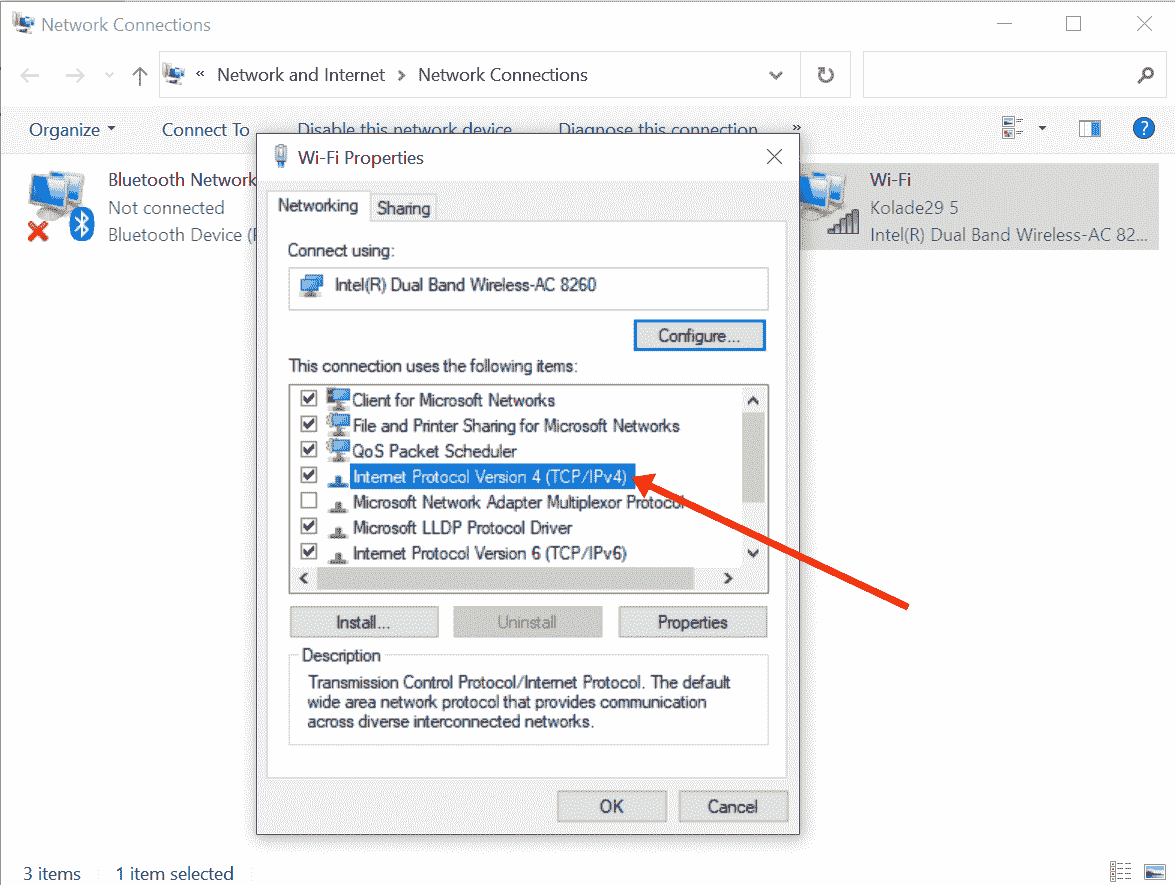 Network Connections
« Network and Internet > Network Connections
Organize Connect To Disable this network device Diagnose this connection »
Bluetooth Network
Not connected
Bluetooth Device (
Wi-Fi
Kolade29 5
Intel(R) Dual Band Wireless-AC 82...
Wi-Fi Properties
Networking Sharing
Connect using:
Intel(R) Dual Band Wireless-AC 8260
Configure...
This connection uses the following items:
Client for Microsoft Networks
File and Printer Sharing for Microsoft Networks
QoS Packet Scheduler
Internet Protocol Version 4 (TCP/IPv4)
Microsoft Network Adapter Multiplexor Protocol
Microsoft LLDP Protocol Driver
Internet Protocol Version 6 (TCP/IPv6)
Install... Uninstall Properties
Description
Transmission Control Protocol/Internet Protocol. The default
wide area network protocol that provides communication
across diverse interconnected networks.
OK Cancel
3 items 1 item selected